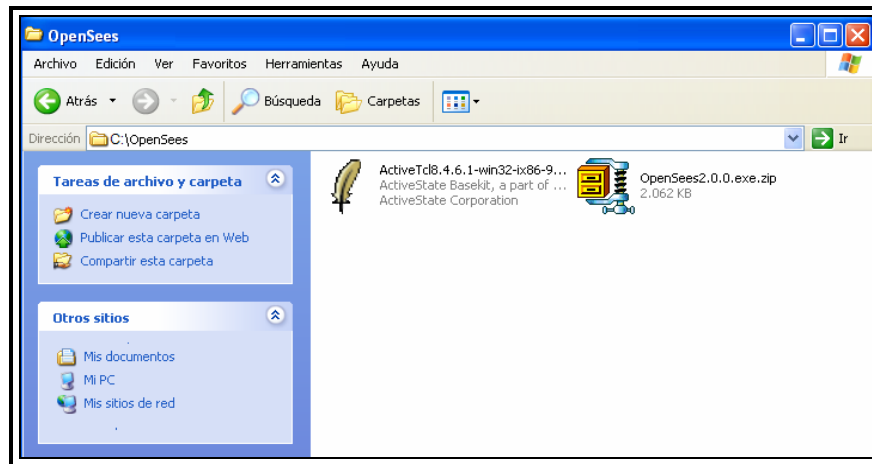 OpenSees
Archivo Edición Ver Favoritos Herramientas Ayuda
Atrás Búsqueda Carpetas
Dirección C:\OpenSees Ir
Tareas de archivo y carpeta
Crear nueva carpeta
Publicar esta carpeta en Web
Compartir esta carpeta
Otros sitios
Mis documentos
Mi PC
Mis sitios de red
ActiveTcl8.4.6.1-win32-ix86-9...
ActiveState Basekit, a part of ...
ActiveState Corporation
OpenSees2.0.0.exe.zip
2.062 KB